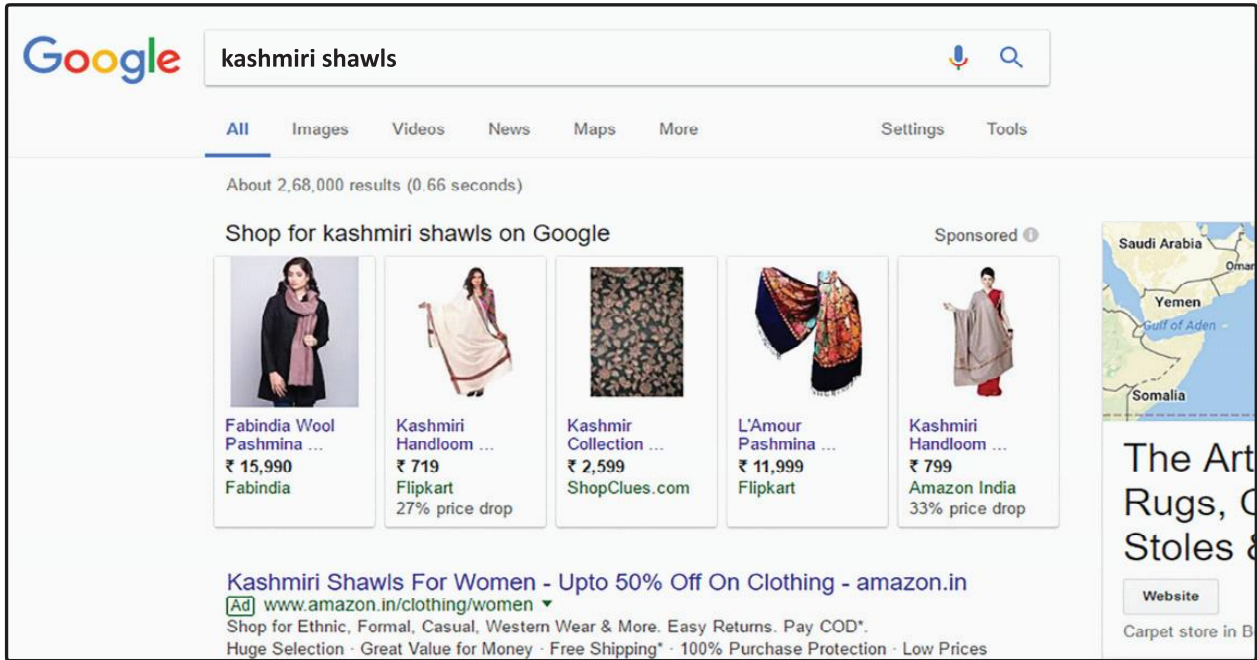 Google
kashmiri shawls
All Images Videos News Maps More Settings Tools
About 2,68,000 results (0.66 seconds)
Shop for kashmiri shawls on Google
Sponsored
Fabindia Wool
Pashmina ...
₹ 15,990
Fabindia
Kashmiri
Handloom ...
₹ 719
Flipkart
27% price drop
Kashmir
Collection ...
₹ 2,599
ShopClues.com
L'Amour
Pashmina ...
₹ 11,999
Flipkart
Kashmiri
Handloom ...
₹ 799
Amazon India
33% price drop
Kashmiri Shawls For Women - Upto 50% Off On Clothing - amazon.in
Ad www.amazon.in/clothing/women
Shop for Ethnic, Formal, Casual, Western Wear & More. Easy Returns. Pay COD*.
Huge Selection · Great Value for Money · Free Shipping* · 100% Purchase Protection · Low Prices
Saudi Arabia
Omar
Yemen
Gulf of Aden
Somalia
The Art
Rugs, C
Stoles &
Website
Carpet store in B